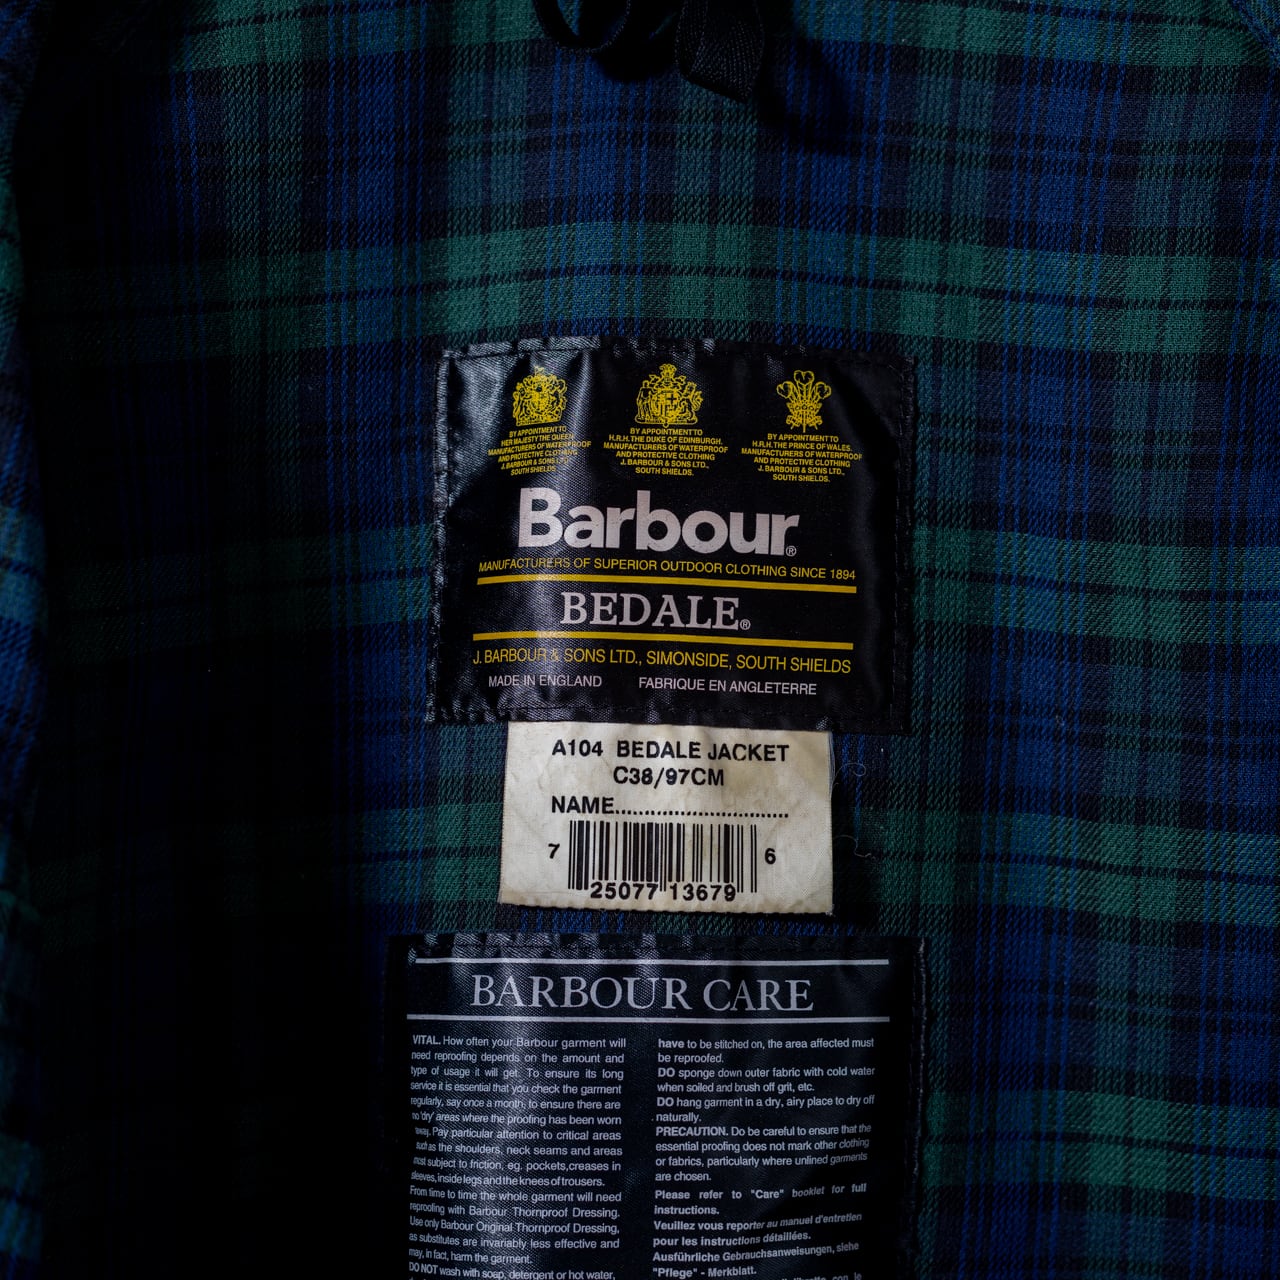 BY APPOINTMENT TO
HER MAJESTY THE QUEEN
MANUFACTURERS OF WATERPROOF
AND PROTECTIVE CLOTHING
J. BARBOUR & SONS LTD.,
SOUTH SHIELDS.
BY APPOINTMENT TO
H.R.H. THE DUKE OF EDINBURGH.
MANUFACTURERS OF WATERPROOF
AND PROTECTIVE CLOTHING
J. BARBOUR & SONS LTD.,
SOUTH SHIELDS.
BY APPOINTMENT TO
H.R.H. THE PRINCE OF WALES.
MANUFACTURERS OF WATERPROOF
AND PROTECTIVE CLOTHING
J. BARBOUR & SONS LTD.,
SOUTH SHIELDS.
Barbour®
MANUFACTURERS OF SUPERIOR OUTDOOR CLOTHING SINCE 1894
BEDALE®
J. BARBOUR & SONS LTD., SIMONSIDE, SOUTH SHIELDS
MADE IN ENGLAND FABRIQUE EN ANGLETERRE
A104 BEDALE JACKET
C38/97CM
NAME.............................
7 25077 13679 6
BARBOUR CARE
VITAL. How often your Barbour garment will
need reproofing depends on the amount and
type of usage it will get. To ensure its long
service it is essential that you check the garment
regularly, say once a month, to ensure there are
no 'dry' areas where the proofing has been worn
away. Pay particular attention to critical areas
such as the shoulders, neck seams and areas
most subject to friction, eg. pockets, creases in
sleeves, inside legs and the knees of trousers.
From time to time the whole garment will need
reproofing with Barbour Thornproof Dressing.
Use only Barbour Original Thornproof Dressing,
as substitutes are invariably less effective and
may, in fact, harm the garment.
DO NOT wash with soap, detergent or hot water,
have to be stitched on, the area affected must
be reproofed.
DO sponge down outer fabric with cold water
when soiled and brush off grit, etc.
DO hang garment in a dry, airy place to dry off
naturally.
PRECAUTION. Do be careful to ensure that the
essential proofing does not mark other clothing
or fabrics, particularly where unlined garments
are chosen.
Please refer to "Care" booklet for full
instructions.
Veuillez vous reporter au manuel d'entretien
pour les instructions détaillées.
Ausführliche Gebrauchsanweisungen, siehe
"Pflege" - Merkblatt.